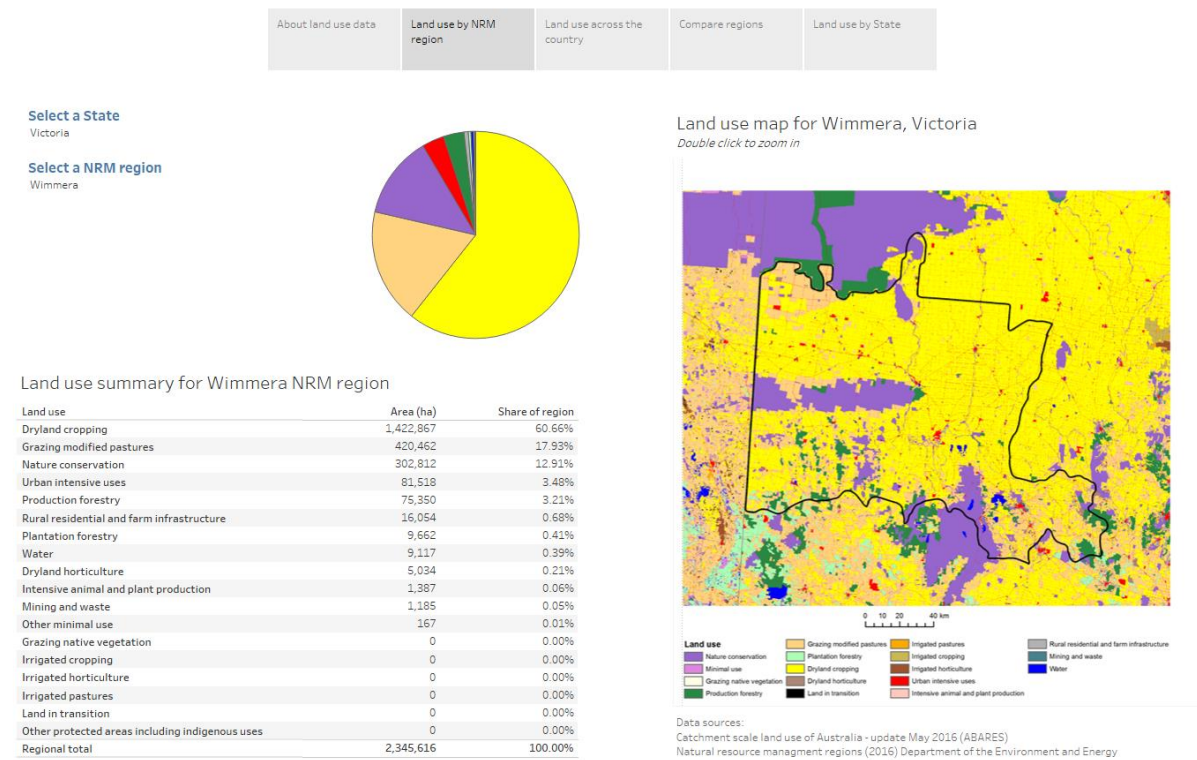 About land use data
Land use by NRM
region
Land use across the
country
Compare regions
Land use by State
Select a State
Victoria
Select a NRM region
Wimmera
Land use map for Wimmera, Victoria
Double click to zoom in
Land use summary for Wimmera NRM region
Land use Area (ha) Share of region
Dryland cropping 1,422,867 60.66%
Grazing modified pastures 420,462 17.93%
Nature conservation 302,812 12.91%
Urban intensive uses 81,518 3.48%
Production forestry 75,350 3.21%
Rural residential and farm infrastructure 16,054 0.68%
Plantation forestry 9,662 0.41%
Water 9,117 0.39%
Dryland horticulture 5,034 0.21%
Intensive animal and plant production 1,387 0.06%
Mining and waste 1,185 0.05%
Other minimal use 167 0.01%
Grazing native vegetation 0 0.00%
Irrigated cropping 0 0.00%
Irrigated horticulture 0 0.00%
Irrigated pastures 0 0.00%
Land in transition 0 0.00%
Other protected areas including indigenous uses 0 0.00%
Regional total 2,345,616 100.00%
0 10 20 40 km
Land use
Nature conservation
Minimal use
Grazing native vegetation
Production forestry
Grazing modified pastures
Plantation forestry
Dryland cropping
Dryland horticulture
Land in transition
Irrigated pastures
Irrigated cropping
Irrigated horticulture
Urban intensive uses
Intensive animal and plant production
Rural residential and farm infrastructure
Mining and waste
Water
Data sources:
Catchment scale land use of Australia - update May 2016 (ABARES)
Natural resource managment regions (2016) Department of the Environment and Energy